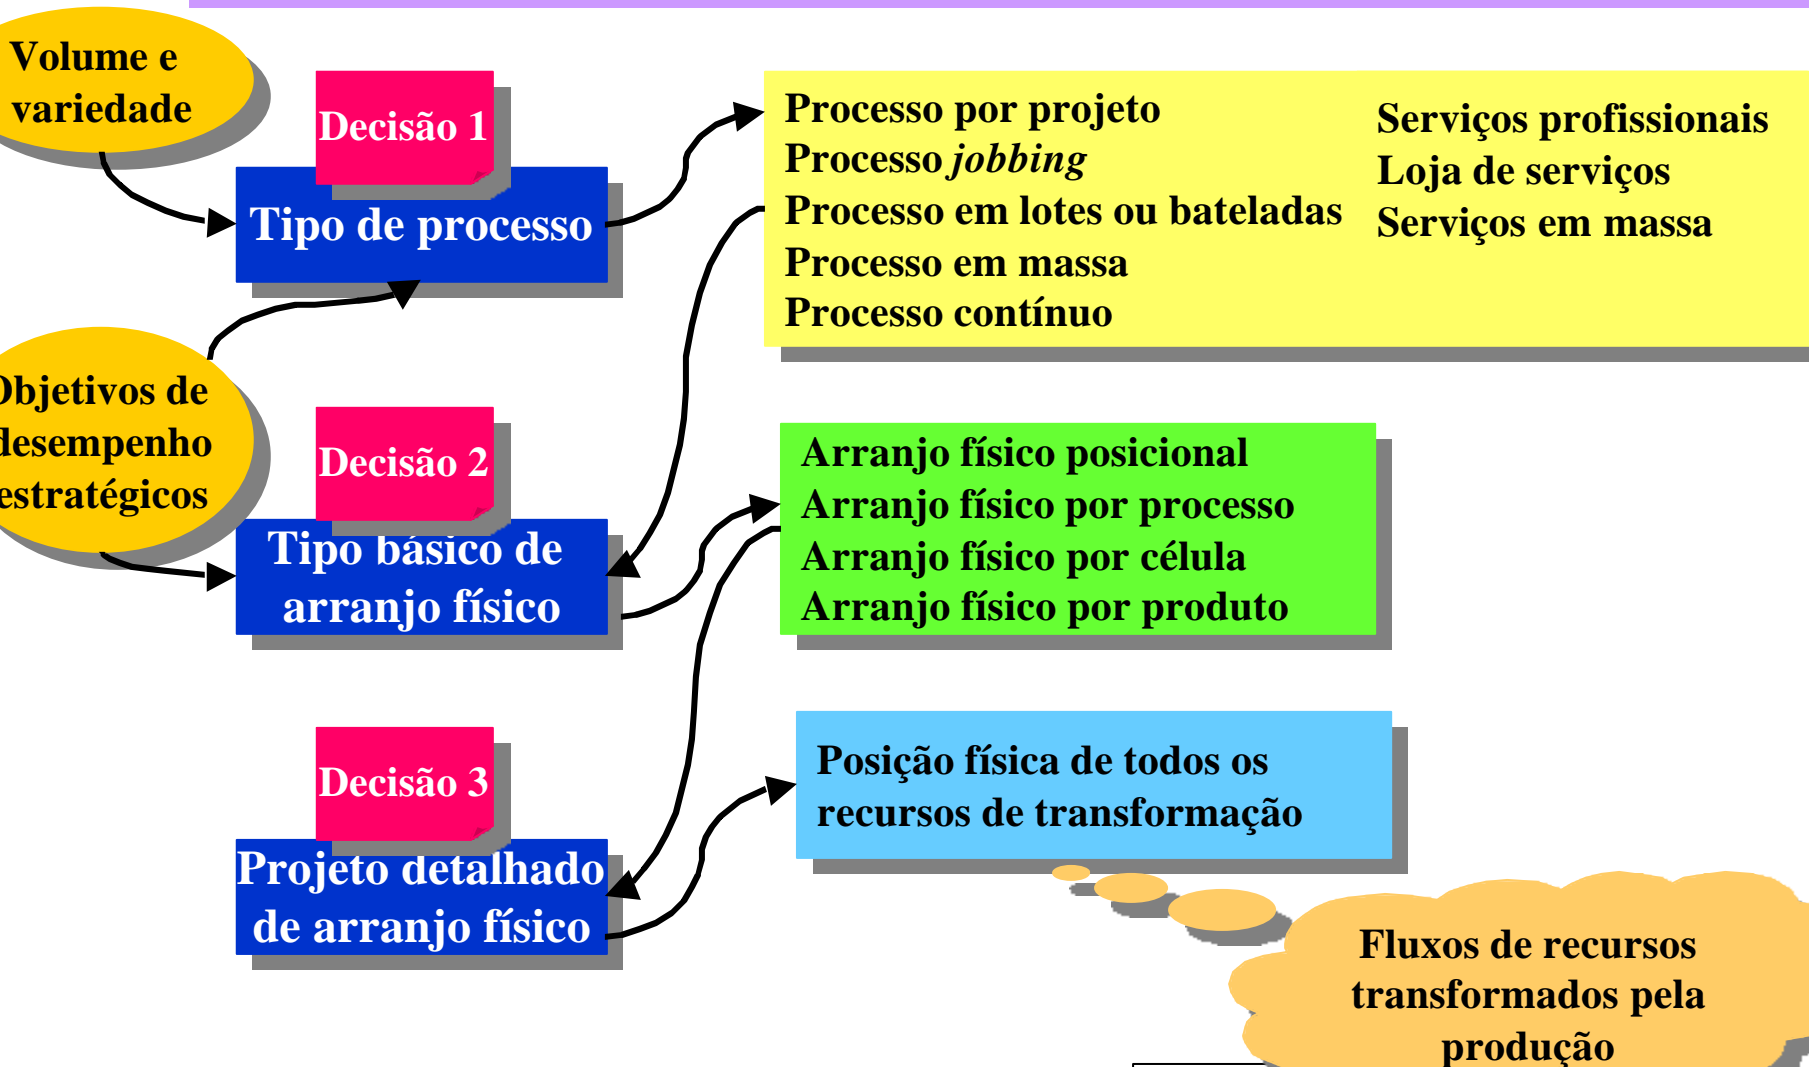 Volume e
variedade
Decisão 1
Tipo de processo
Processo por projeto
Processo jobbing
Processo em lotes ou bateladas
Processo em massa
Processo contínuo
Serviços profissionais
Loja de serviços
Serviços em massa
Objetivos de
desempenho
estratégicos
Decisão 2
Tipo básico de
arranjo físico
Arranjo físico posicional
Arranjo físico por processo
Arranjo físico por célula
Arranjo físico por produto
Decisão 3
Projeto detalhado
de arranjo físico
Posição física de todos os
recursos de transformação
Fluxos de recursos
transformados pela
produção